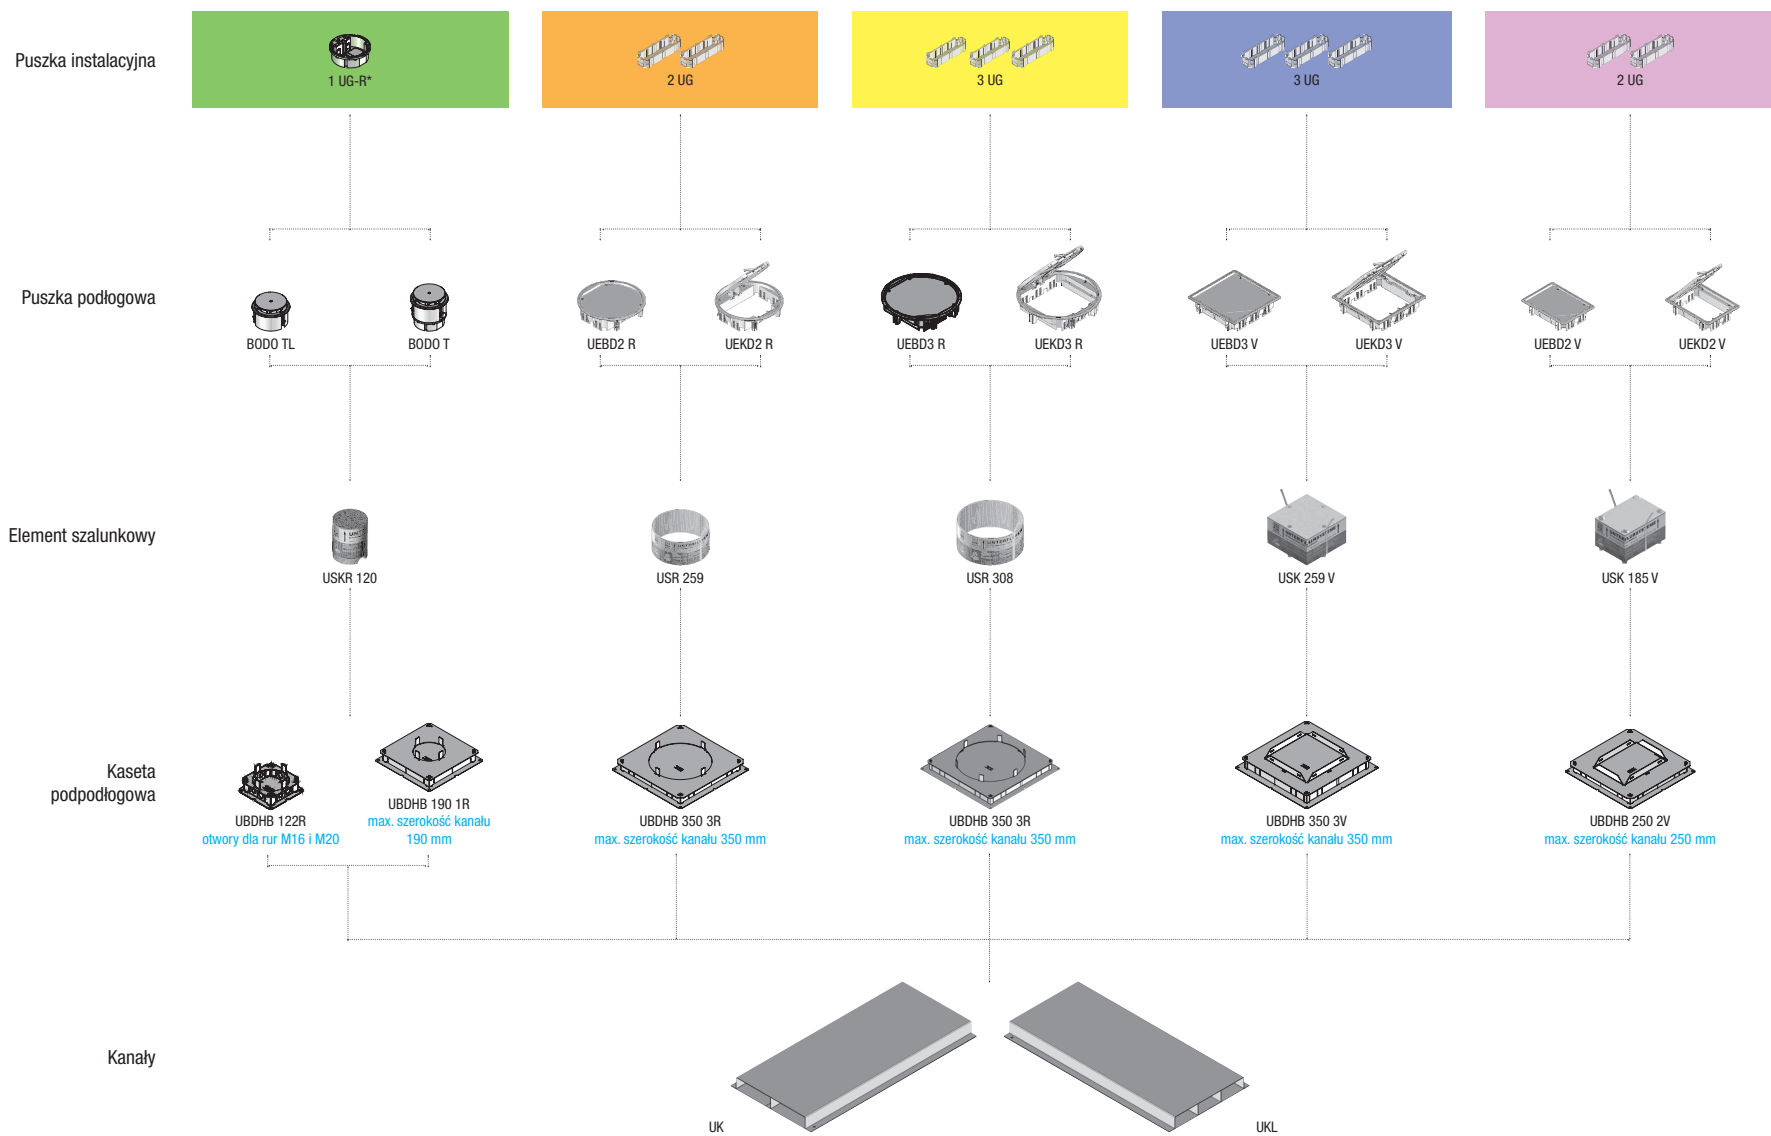 Puszka instalacyjna
1 UG-R*
2 UG
3 UG
3 UG
2 UG
Puszka podłogowa
BODO TL
BODO T
UEBD2 R
UEKD2 R
UEBD3 R
UEKD3 R
UEBD3 V
UEKD3 V
UEBD2 V
UEKD2 V
Element szalunkowy
USKR 120
USR 259
USR 308
USK 259 V
USK 185 V
Kaseta
podpodłogowa
UBDHB 122R
otwory dla rur M16 i M20
UBDHB 190 1R
max. szerokość kanału
190 mm
UBDHB 350 3R
max. szerokość kanału 350 mm
UBDHB 350 3R
max. szerokość kanału 350 mm
UBDHB 350 3V
max. szerokość kanału 350 mm
UBDHB 250 2V
max. szerokość kanału 250 mm
Kanały
UK
UKL